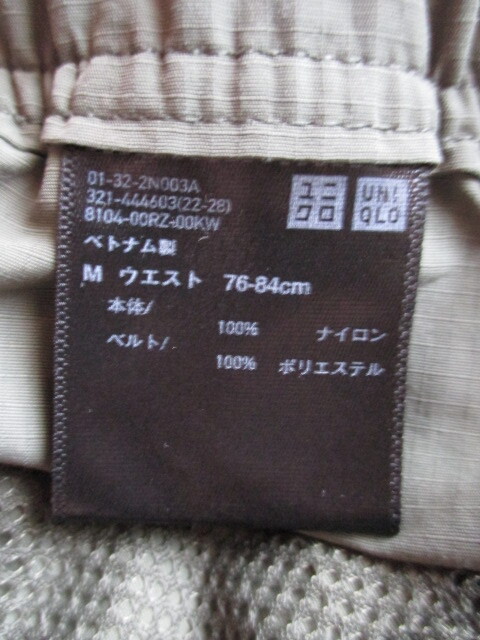 01-32-2N003A
321-444603(22-28)
8104-00RZ-00KW
ユニ
クロ
UNI
QLO
ベトナム製
M ウエスト 76-84cm
本体/
100% ナイロン
ベルト/
100% ポリエステル